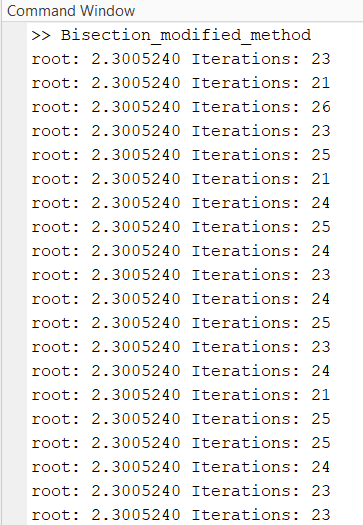 Command Window
>> Bisection_modified_method
root: 2.3005240 Iterations: 23
root: 2.3005240 Iterations: 21
root: 2.3005240 Iterations: 26
root: 2.3005240 Iterations: 23
root: 2.3005240 Iterations: 25
root: 2.3005240 Iterations: 21
root: 2.3005240 Iterations: 24
root: 2.3005240 Iterations: 25
root: 2.3005240 Iterations: 24
root: 2.3005240 Iterations: 23
root: 2.3005240 Iterations: 24
root: 2.3005240 Iterations: 25
root: 2.3005240 Iterations: 23
root: 2.3005240 Iterations: 24
root: 2.3005240 Iterations: 21
root: 2.3005240 Iterations: 25
root: 2.3005240 Iterations: 25
root: 2.3005240 Iterations: 24
root: 2.3005240 Iterations: 23
root: 2.3005240 Iterations: 23